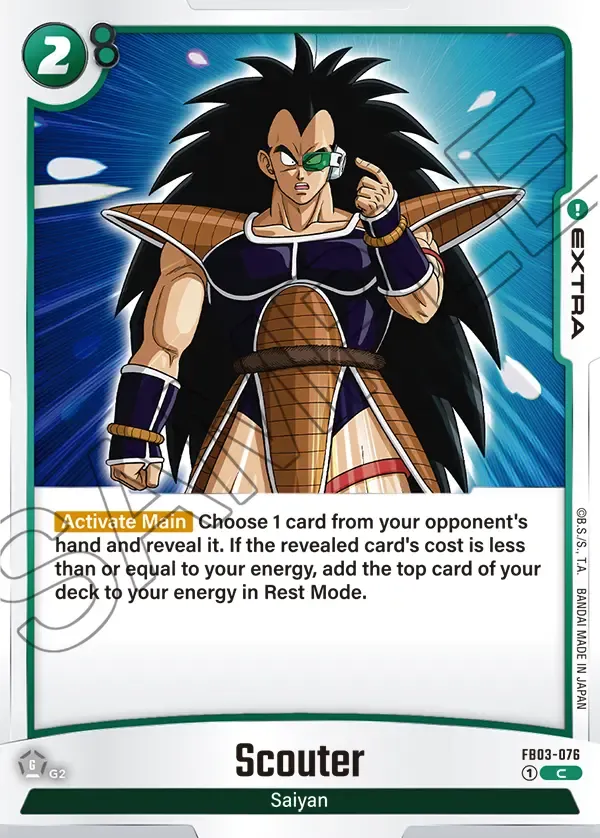 2
EXTRA
SAMPLE
Activate Main Choose 1 card from your opponent's
hand and reveal it. If the revealed card's cost is less
than or equal to your energy, add the top card of your
deck to your energy in Rest Mode.
©B.S./S., T.A. BANDAI MADE IN JAPAN
G G2
Scouter
FB03-076
1 C
Saiyan